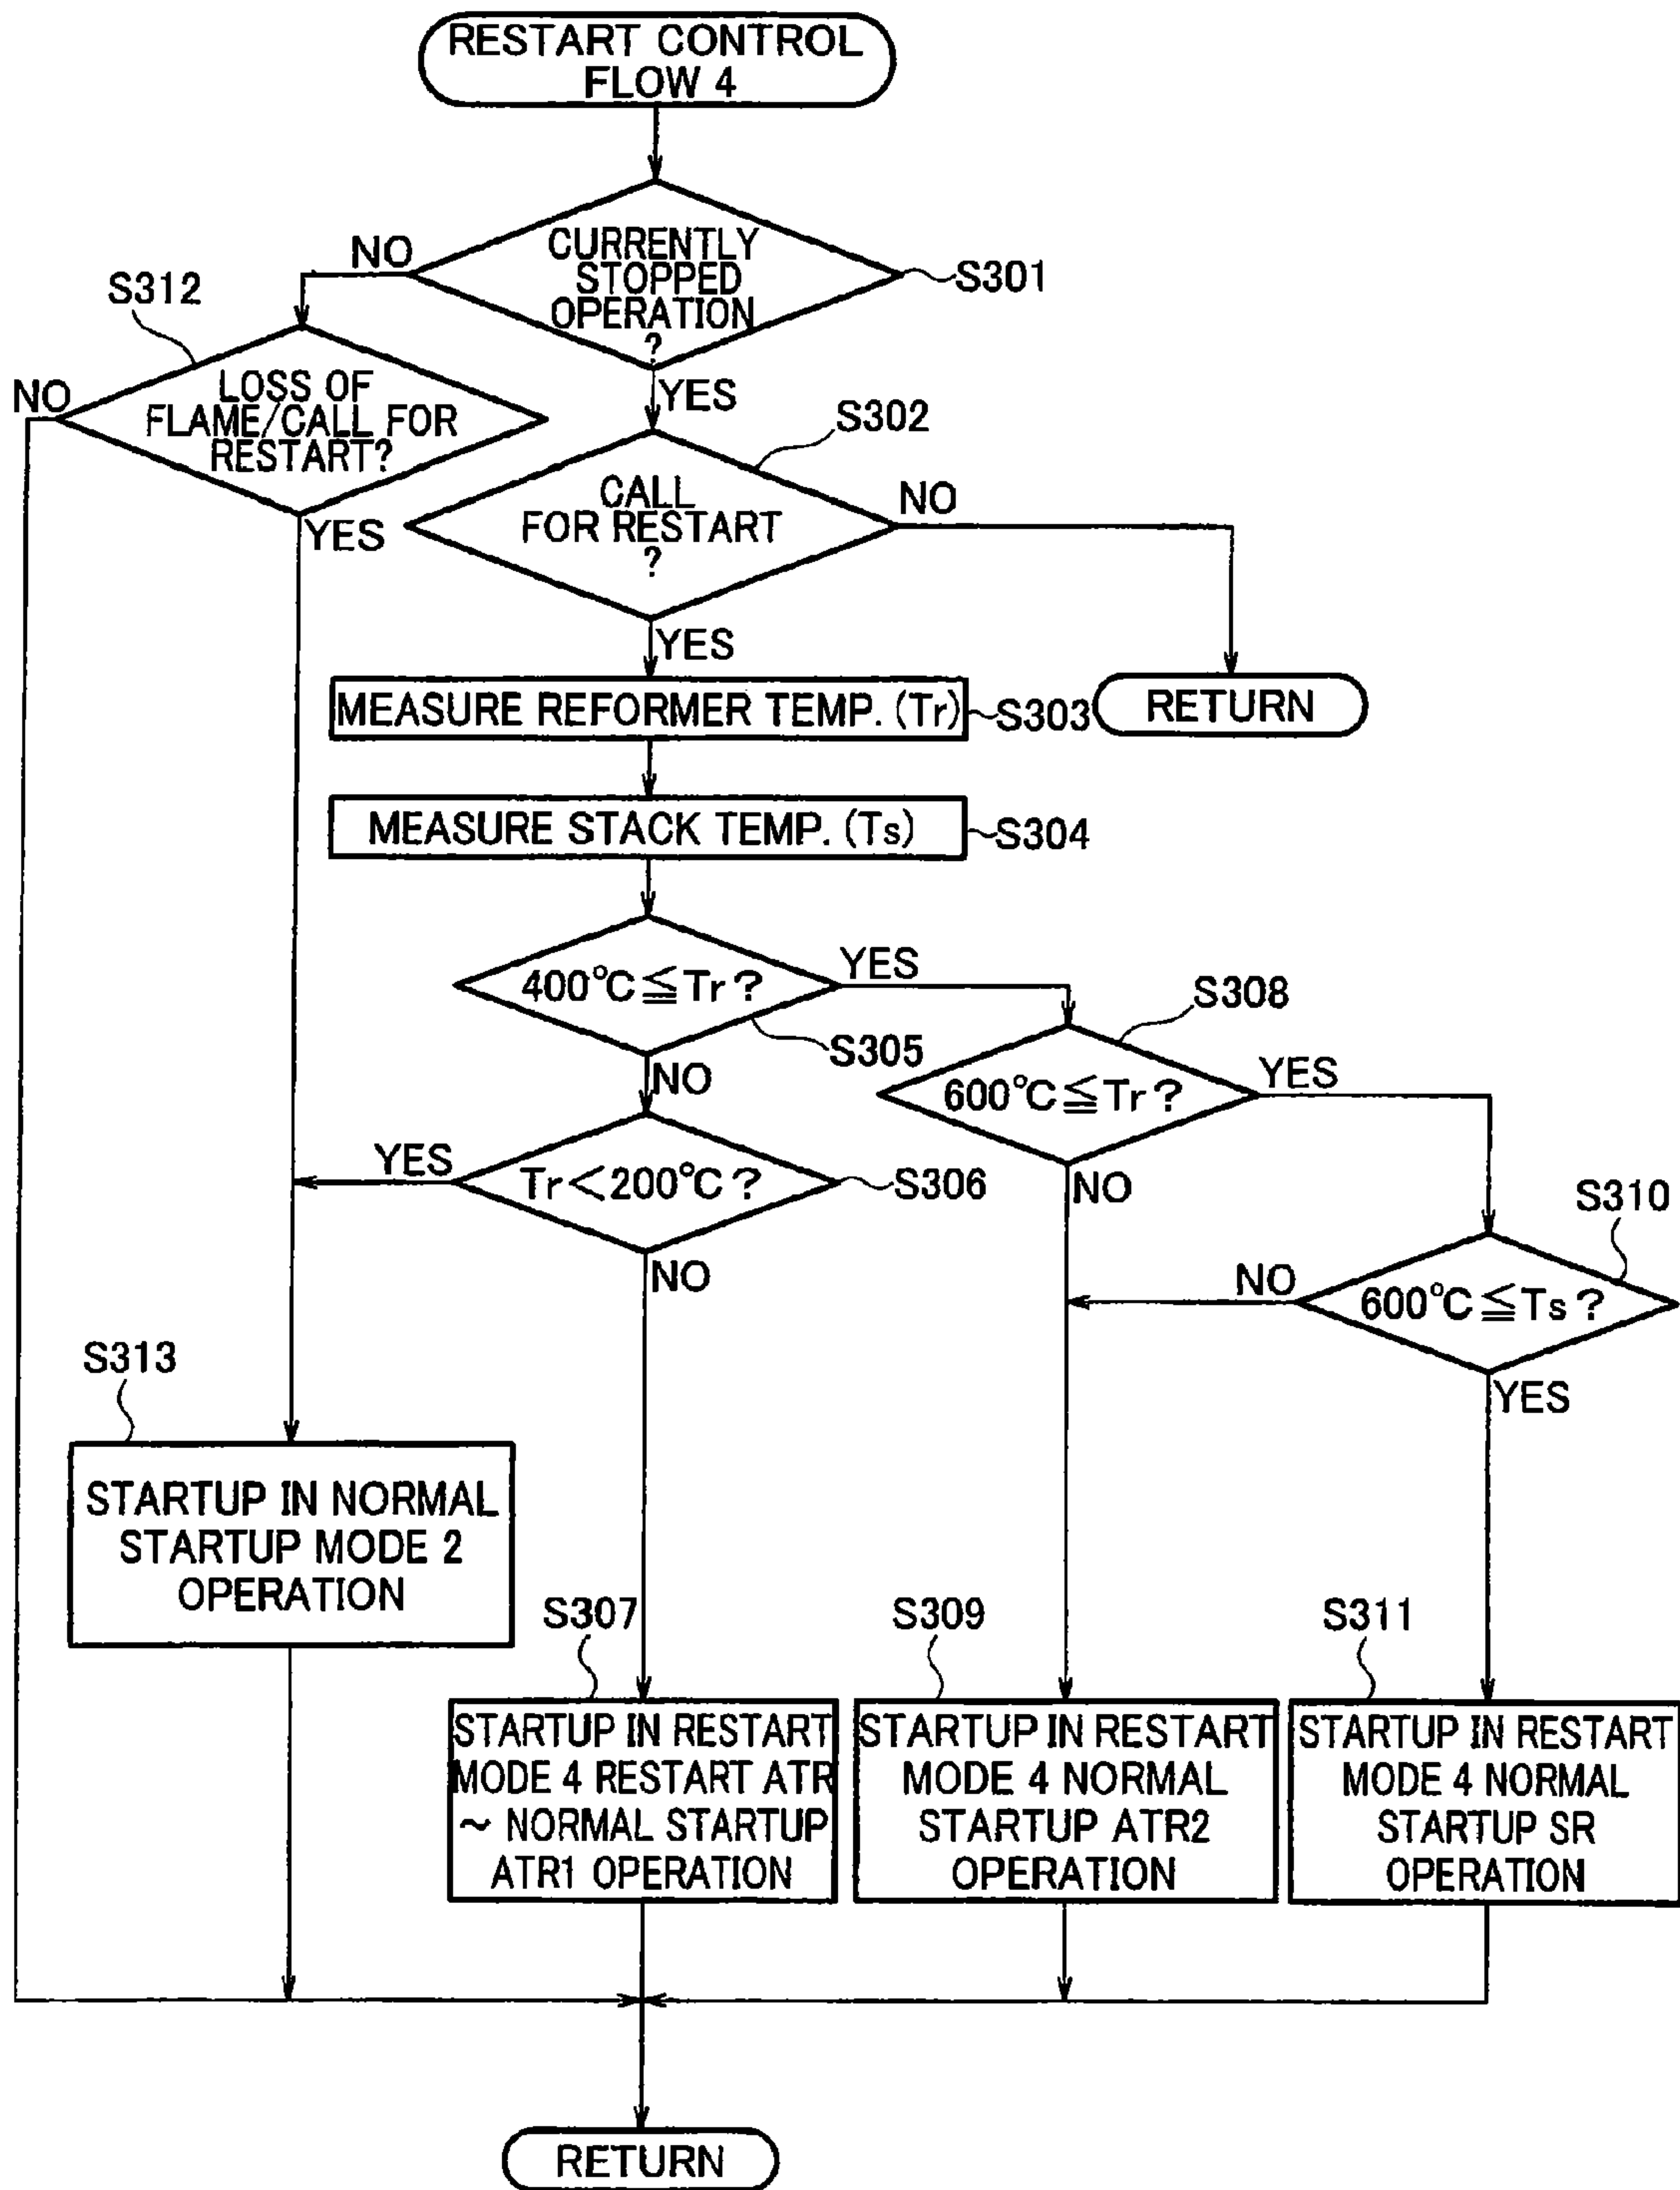 RESTART CONTROL
FLOW 4
CURRENTLY
STOPPED
OPERATION
?
NO
S301
S312
YES
LOSS OF
FLAME/CALL FOR
RESTART?
NO
YES
S302
CALL
FOR RESTART
?
NO
YES
MEASURE REFORMER TEMP. (Tr)
S303
RETURN
MEASURE STACK TEMP. (Ts)
S304
400℃≦Tr?
YES
S305
NO
S308
600℃≦Tr?
YES
NO
Tr<200℃?
YES
S306
NO
S310
600℃≦Ts?
NO
YES
S313
STARTUP IN NORMAL
STARTUP MODE 2
OPERATION
S307
STARTUP IN RESTART
MODE 4 RESTART ATR
~ NORMAL STARTUP
ATR1 OPERATION
S309
STARTUP IN RESTART
MODE 4 NORMAL
STARTUP ATR2
OPERATION
S311
STARTUP IN RESTART
MODE 4 NORMAL
STARTUP SR
OPERATION
RETURN